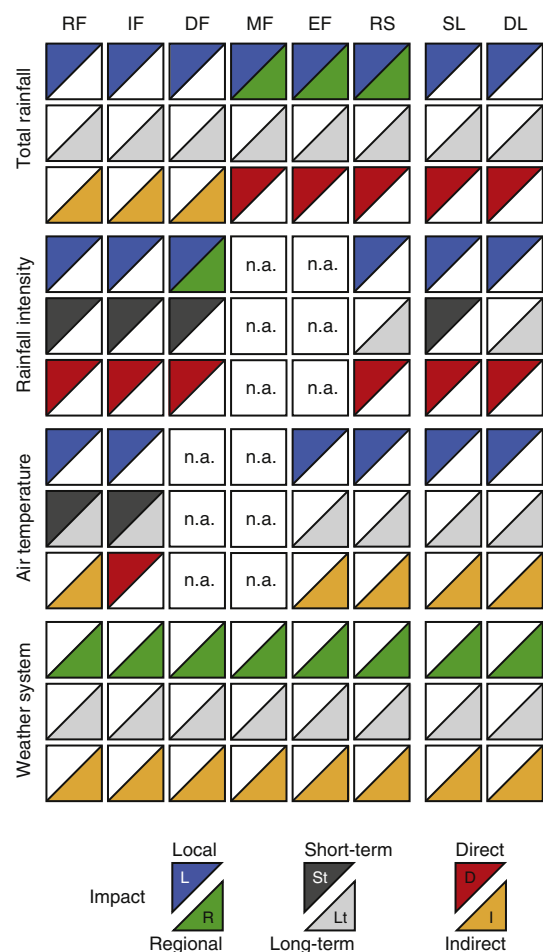 RF IF DF MF EF RS SL DL
Total rainfall
Rainfall intensity
n.a. n.a.
n.a. n.a.
n.a. n.a.
Air temperature
n.a. n.a.
n.a. n.a.
n.a. n.a.
Weather system
Local Short-term Direct
L St D
Impact
R Lt I
Regional Long-term Indirect